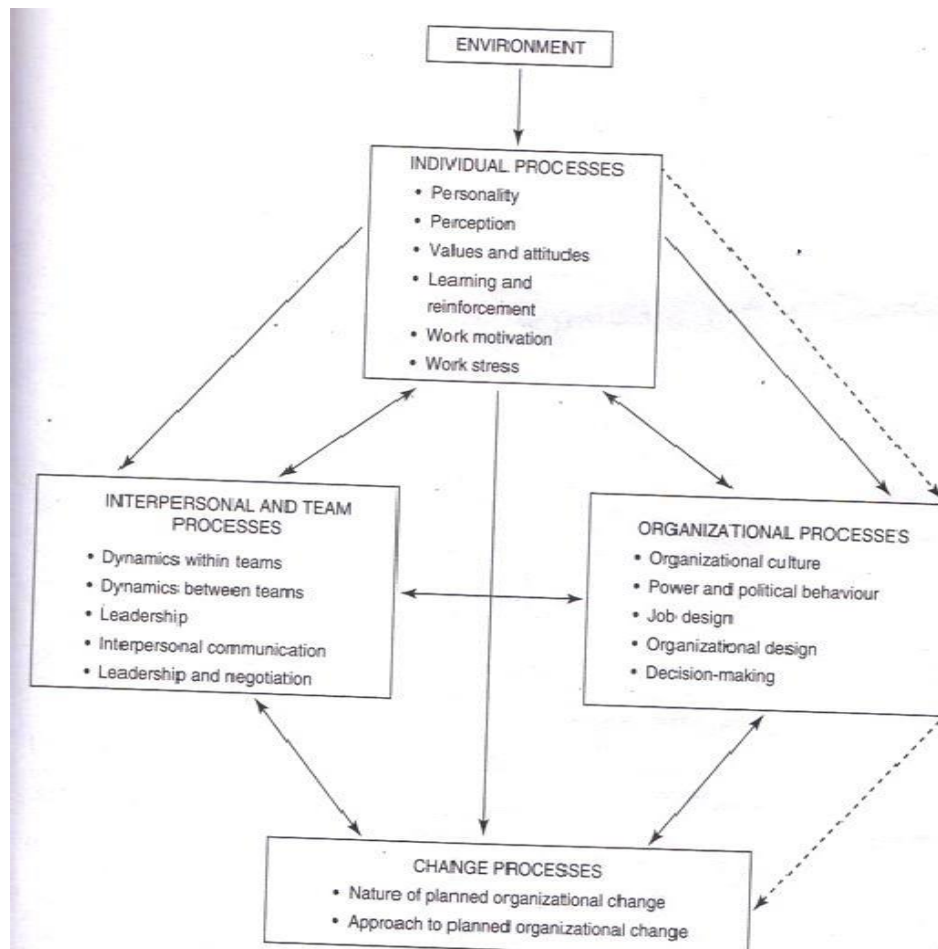 ENVIRONMENT
INDIVIDUAL PROCESSES
• Personality
• Perception
• Values and attitudes
• Learning and
reinforcement
• Work motivation
• Work stress
INTERPERSONAL AND TEAM
PROCESSES
• Dynamics within teams
• Dynamics between teams
• Leadership
• Interpersonal communication
• Leadership and negotiation
ORGANIZATIONAL PROCESSES
• Organizational culture
• Power and political behaviour
• Job design
• Organizational design
• Decision-making
CHANGE PROCESSES
• Nature of planned organizational change
• Approach to planned organizational change